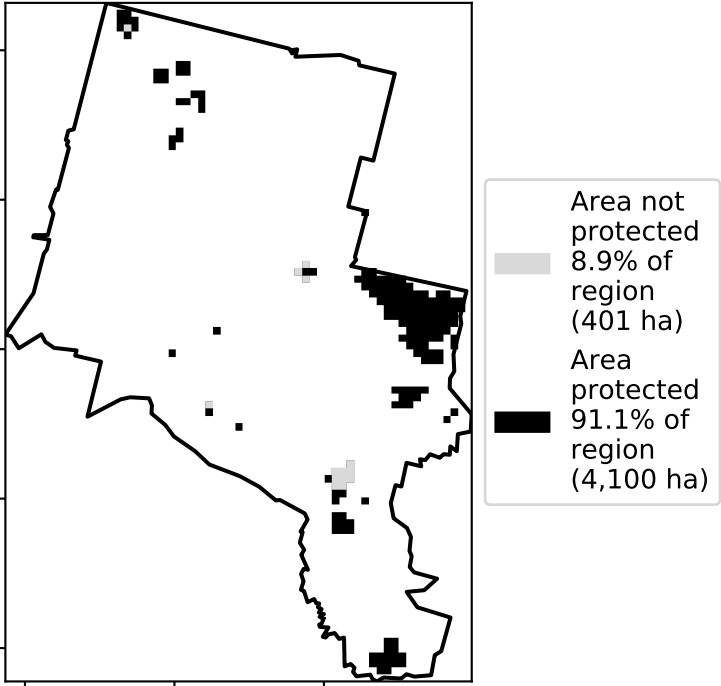 Area not
protected
8.9% of
region
(401 ha)
Area
protected
91.1% of
region
(4,100 ha)